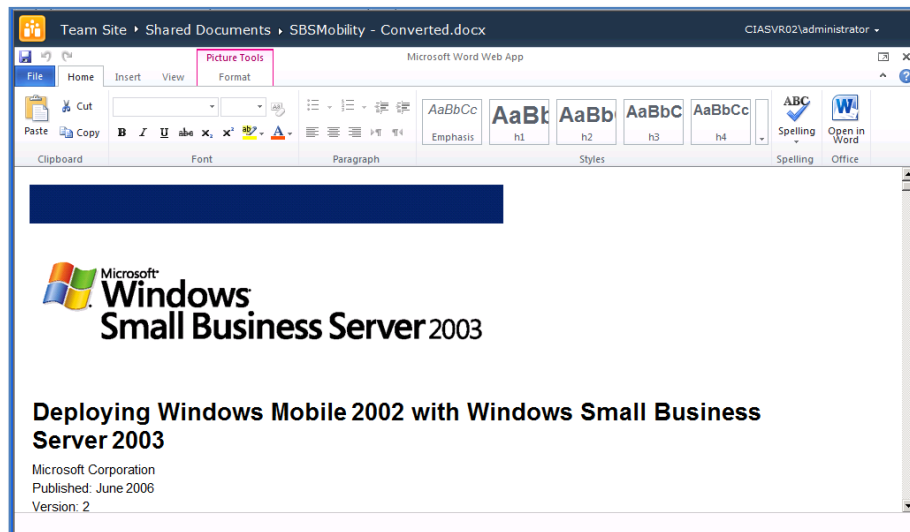 Team Site ▸ Shared Documents ▸ SBSMobility - Converted.docx
CIASVR02\administrator
Picture Tools
Microsoft Word Web App
File Home Insert View Format
Paste
Cut
Copy
Clipboard
B I U abc x₂ x² ab A
Font
Paragraph
AaBbCc AaBb AaBb AaBbC AaBbCc
Emphasis h1 h2 h3 h4
Styles
ABC
Spelling
Spelling
W
Open in
Word
Office
Microsoft
Windows
Small Business Server 2003
Deploying Windows Mobile 2002 with Windows Small Business
Server 2003
Microsoft Corporation
Published: June 2006
Version: 2